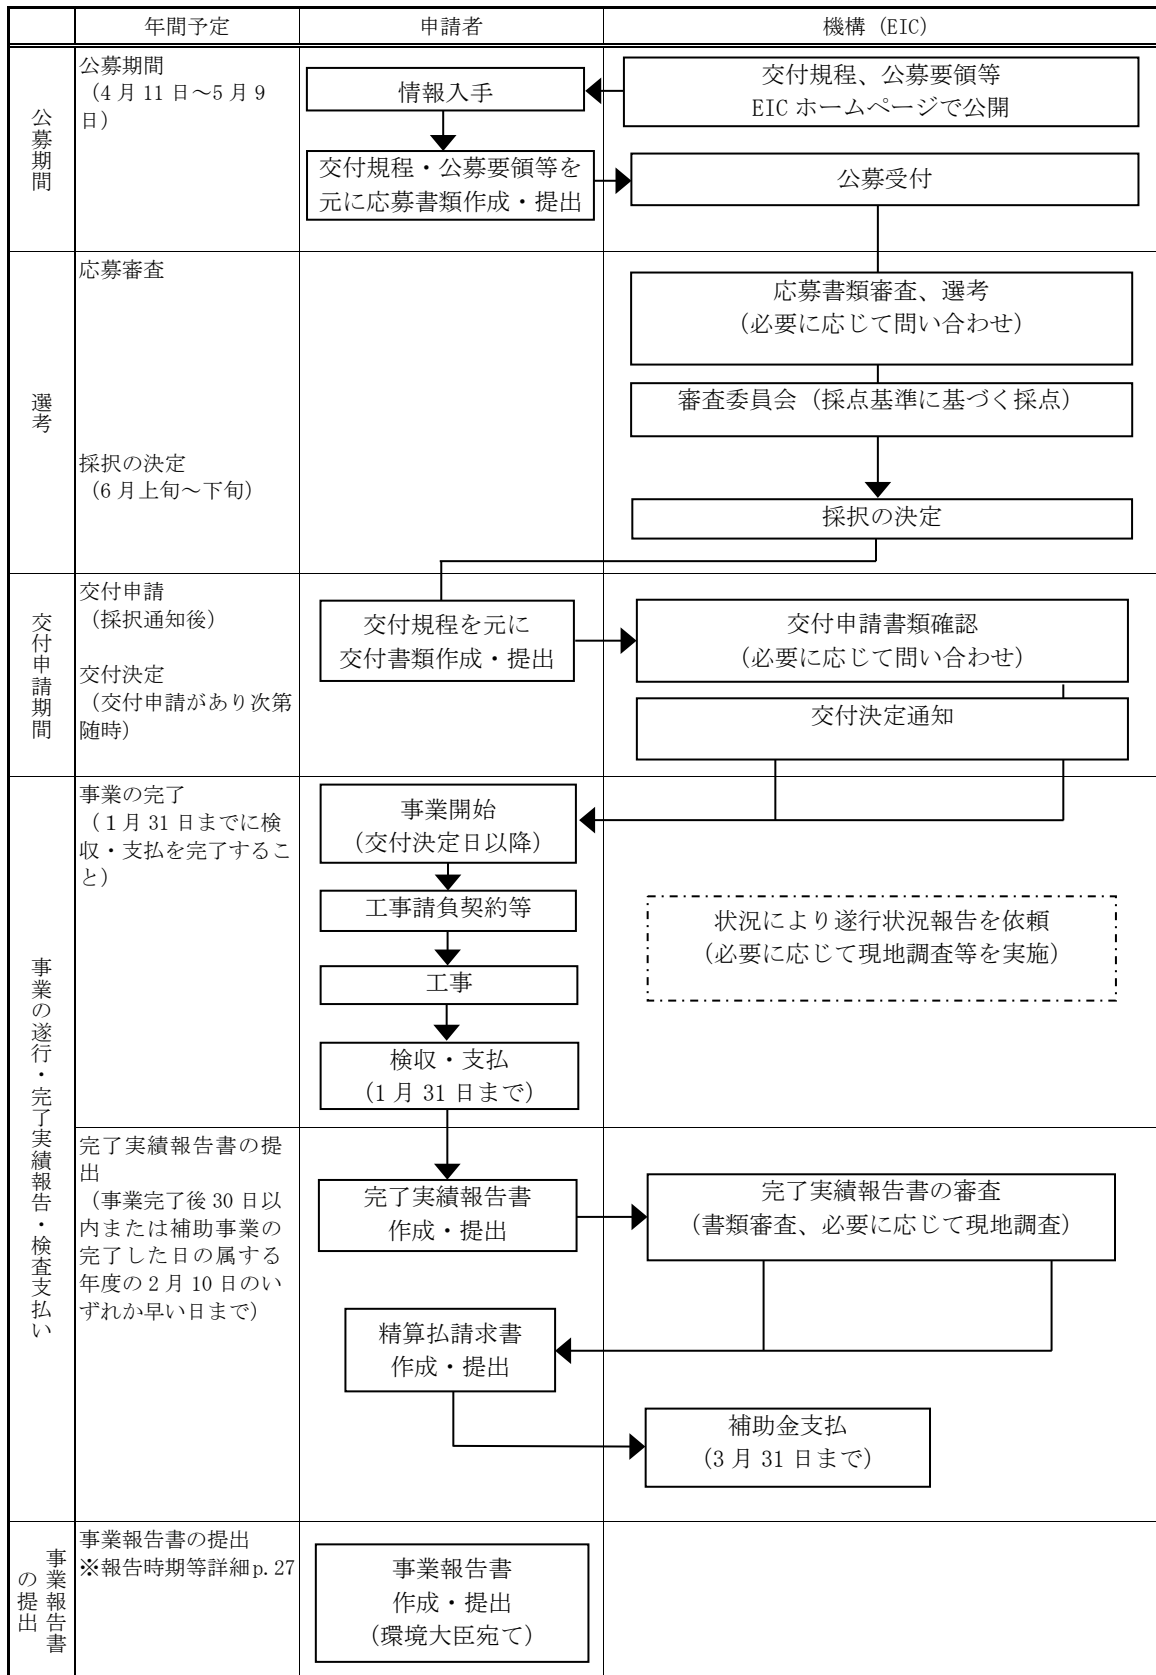 年間予定
申請者
機構（EIC）
公募期間
公募期間
（4月11日～5月9
日）
情報入手
交付規程、公募要領等
EICホームページで公開
交付規程・公募要領等を
元に応募書類作成・提出
公募受付
選考
応募審査
応募書類審査、選考
（必要に応じて問い合わせ）
審査委員会（採点基準に基づく採点）
採択の決定
（6月上旬～下旬）
採択の決定
交付申請期間
交付申請
（採択通知後）
交付決定
（交付申請があり次第
随時）
交付規程を元に
交付書類作成・提出
交付申請書類確認
（必要に応じて問い合わせ）
交付決定通知
事業の遂行・完了実績報告・検査支払い
事業の完了
（1月31日までに検
収・支払を完了するこ
と）
事業開始
（交付決定日以降）
工事請負契約等
状況により遂行状況報告を依頼
（必要に応じて現地調査等を実施）
工事
検収・支払
（1月31日まで）
完了実績報告書の提
出
（事業完了後30日以
内または補助事業の
完了した日の属する
年度の2月10日のい
ずれか早い日まで）
完了実績報告書
作成・提出
完了実績報告書の審査
（書類審査、必要に応じて現地調査）
精算払請求書
作成・提出
補助金支払
（3月31日まで）
事業報告書
の提出
事業報告書の提出
※報告時期等詳細p.27
事業報告書
作成・提出
（環境大臣宛て）